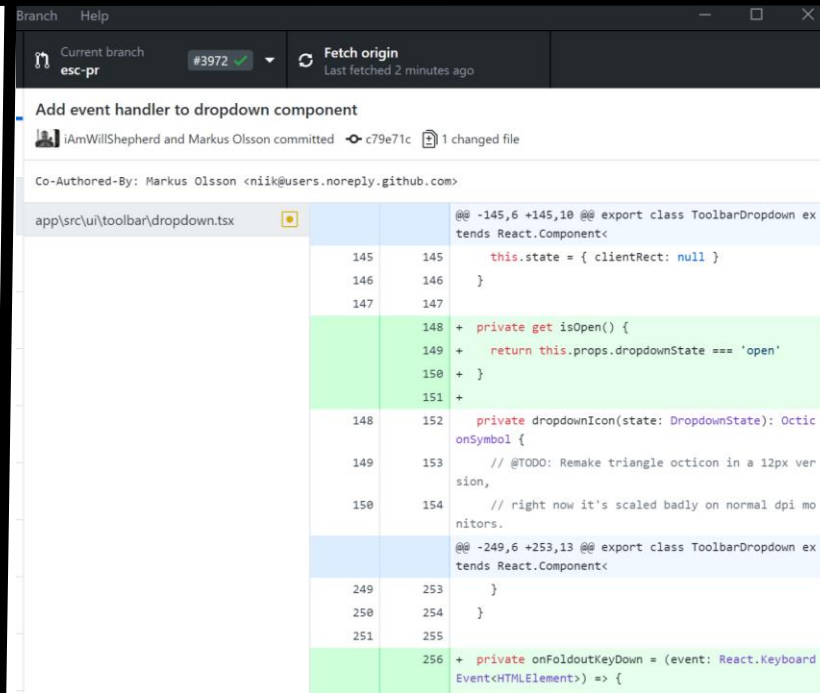 Branch Help
Current branch
esc-pr
#3972
Fetch origin
Last fetched 2 minutes ago
Add event handler to dropdown component
iAmWillShepherd and Markus Olsson committed c79e71c 1 changed file
Co-Authored-By: Markus Olsson <niik@users.noreply.github.com>
app\src\ui\toolbar\dropdown.tsx
@@ -145,6 +145,10 @@ export class ToolbarDropdown ex
tends React.Component<
145 145 this.state = { clientRect: null }
146 146 }
147 147
148 + private get isOpen() {
149 + return this.props.dropdownState === 'open'
150 + }
151 +
148 152 private dropdownIcon(state: DropdownState): Octic
onSymbol {
149 153 // @TODO: Remake triangle octicon in a 12px ver
sion,
150 154 // right now it's scaled badly on normal dpi mo
nitors.
@@ -249,6 +253,13 @@ export class ToolbarDropdown ex
tends React.Component<
249 253 }
250 254 }
251 255
256 + private onFoldoutKeyDown = (event: React.Keyboard
Event<HTMLElement>) => {